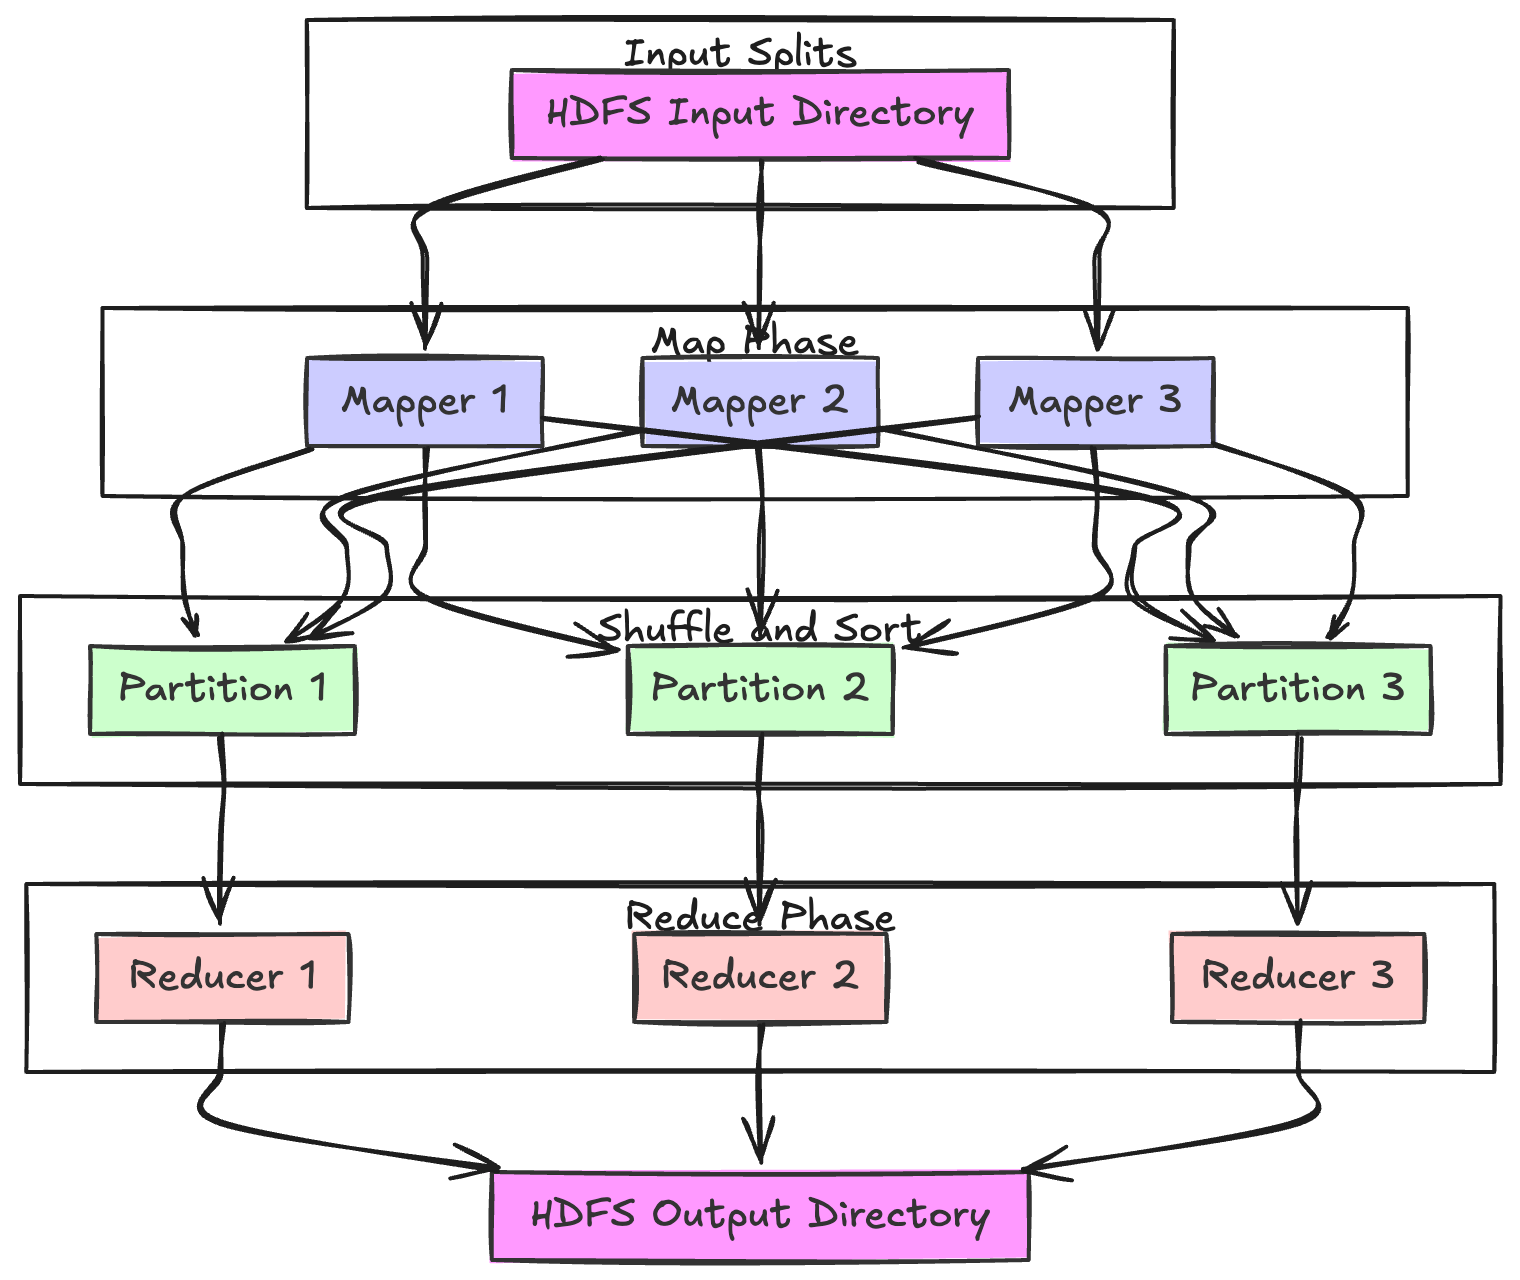 Input Splits
HDFS Input Directory
Map Phase
Mapper 1
Mapper 2
Mapper 3
Shuffle and Sort
Partition 1
Partition 2
Partition 3
Reduce Phase
Reducer 1
Reducer 2
Reducer 3
HDFS Output Directory